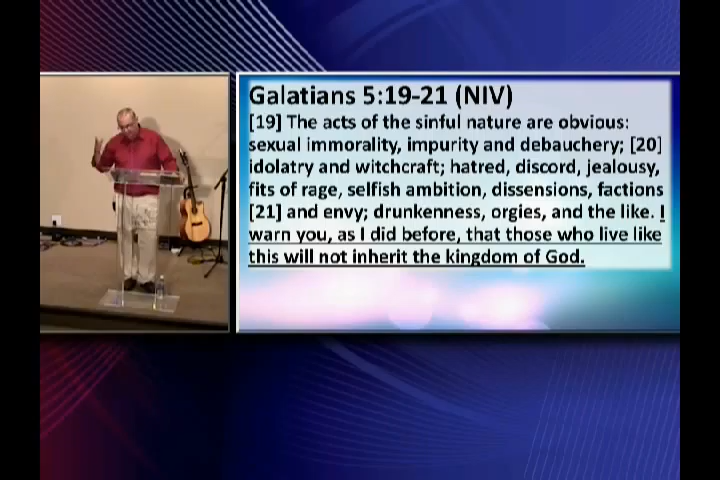 Galatians 5:19-21 (NIV)
[19] The acts of the sinful nature are obvious:
sexual immorality, impurity and debauchery; [20]
idolatry and witchcraft; hatred, discord, jealousy,
fits of rage, selfish ambition, dissensions, factions
[21] and envy; drunkenness, orgies, and the like. I
warn you, as I did before, that those who live like
this will not inherit the kingdom of God.